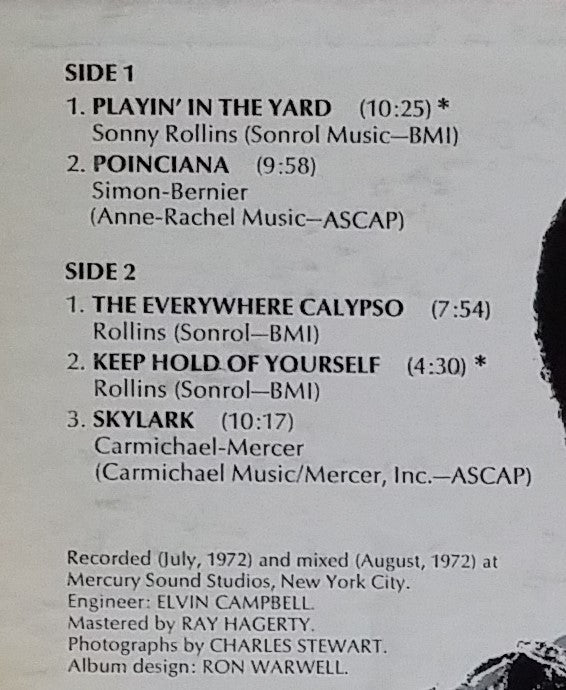 SIDE 1
1. PLAYIN' IN THE YARD (10:25) *
Sonny Rollins (Sonrol Music—BMI)
2. POINCIANA (9:58)
Simon-Bernier
(Anne-Rachel Music—ASCAP)
SIDE 2
1. THE EVERYWHERE CALYPSO (7:54)
Rollins (Sonrol—BMI)
2. KEEP HOLD OF YOURSELF (4:30) *
Rollins (Sonrol—BMI)
3. SKYLARK (10:17)
Carmichael-Mercer
(Carmichael Music/Mercer, Inc.—ASCAP)
Recorded (July, 1972) and mixed (August, 1972) at
Mercury Sound Studios, New York City.
Engineer: ELVIN CAMPBELL.
Mastered by RAY HAGERTY.
Photographs by CHARLES STEWART.
Album design: RON WARWELL.